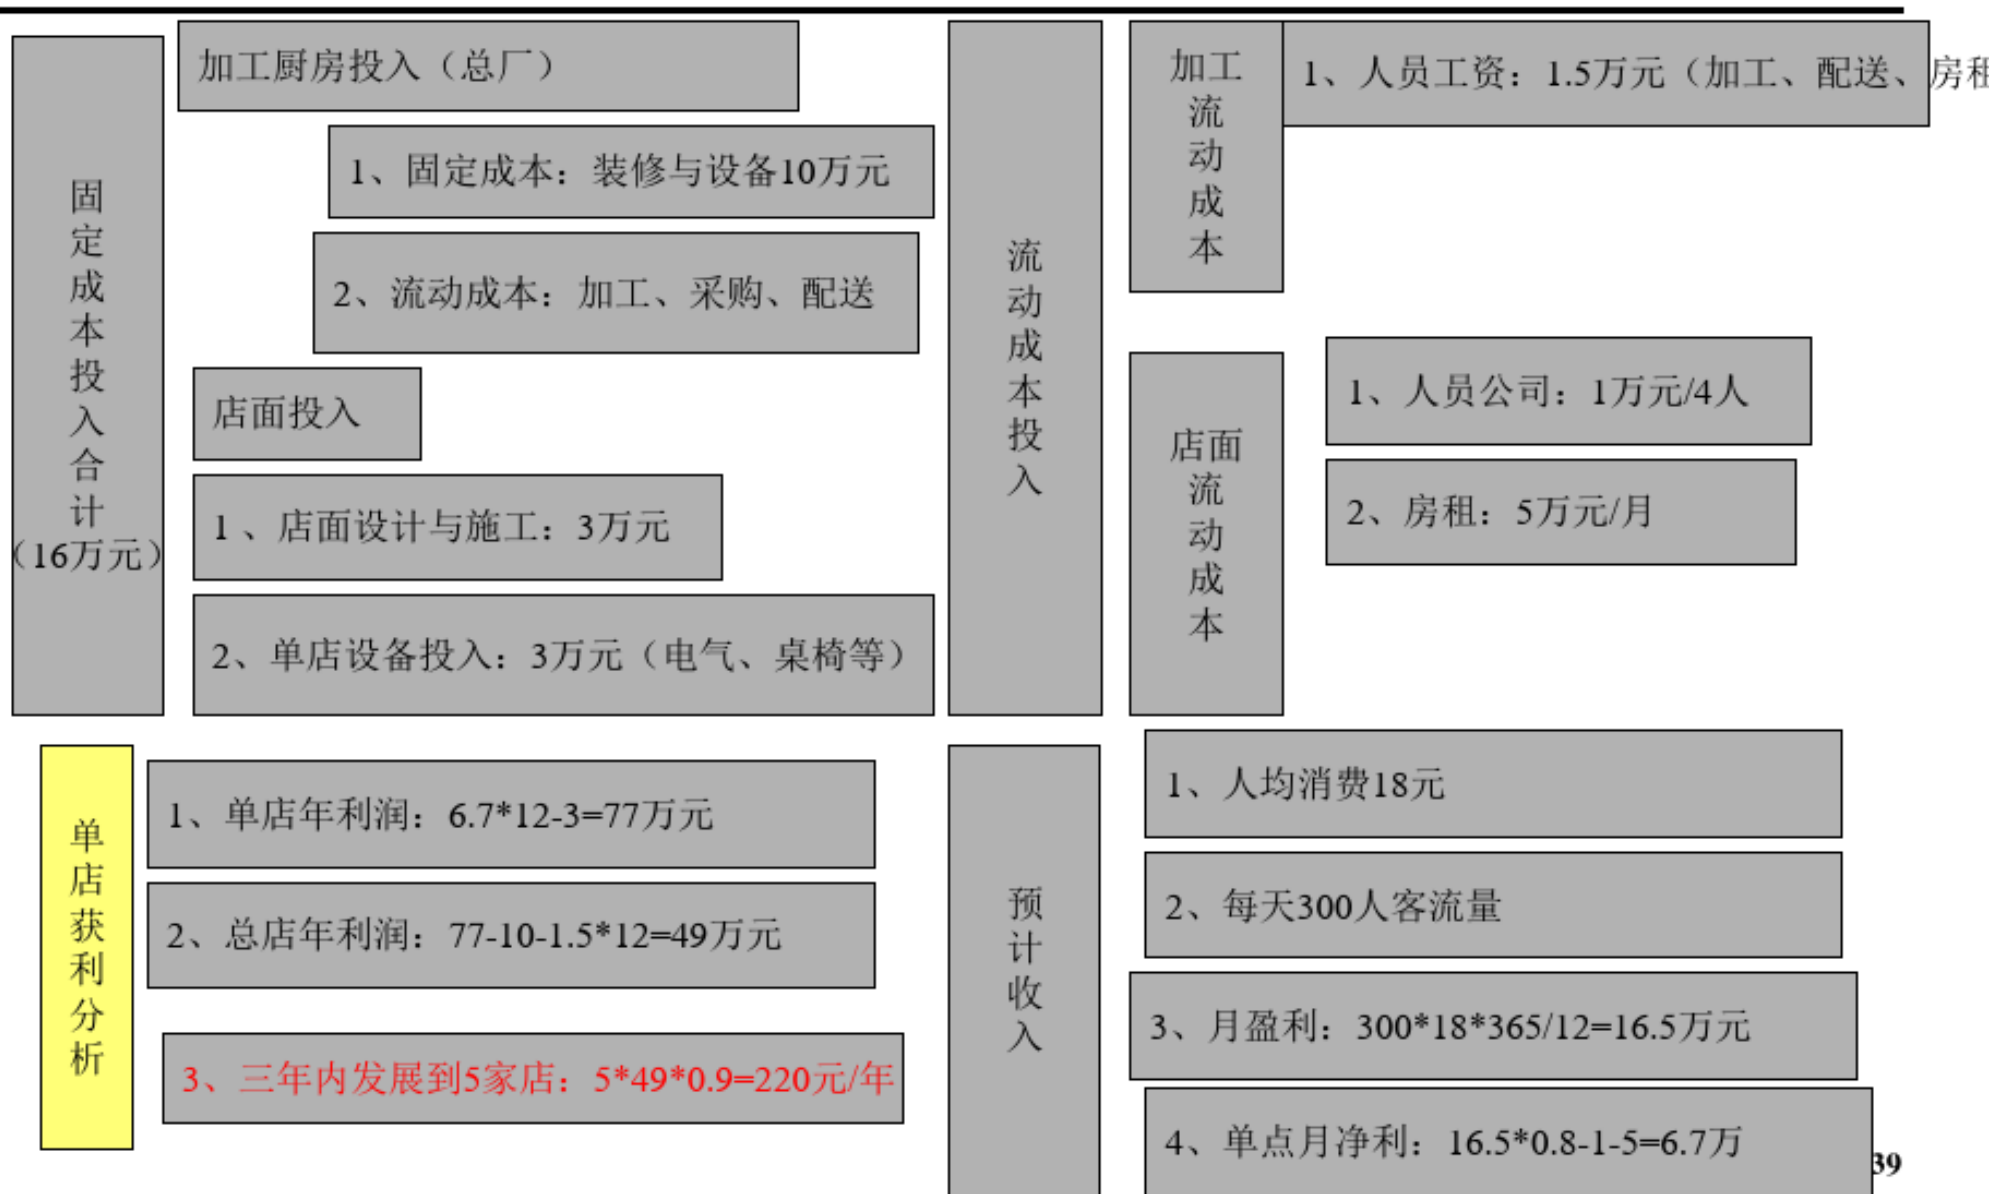 固定成本投入合计
（16万元）
加工厨房投入（总厂）
1、固定成本：装修与设备10万元
2、流动成本：加工、采购、配送
店面投入
1 、店面设计与施工：3万元
2、单店设备投入：3万元（电气、桌椅等）
流动成本投入
加工流动成本
1、人员工资：1.5万元（加工、配送、房租
店面流动成本
1、人员公司：1万元/4人
2、房租：5万元/月
单店获利分析
1、单店年利润：6.7*12-3=77万元
2、总店年利润：77-10-1.5*12=49万元
3、三年内发展到5家店：5*49*0.9=220元/年
预计收入
1、人均消费18元
2、每天300人客流量
3、月盈利：300*18*365/12=16.5万元
4、单点月净利：16.5*0.8-1-5=6.7万
39